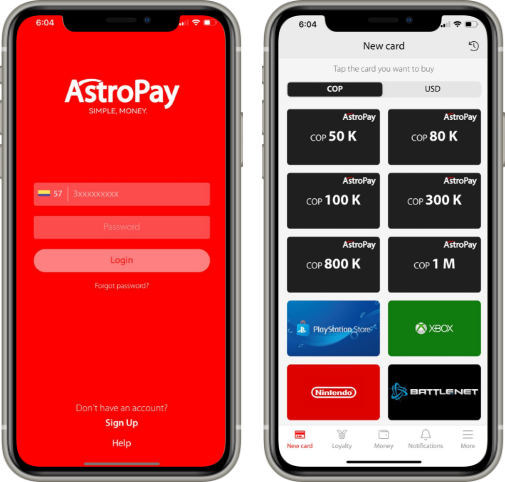 6:04
AstroPay
SIMPLE, MONEY.
57 3xxxxxxxxx
Password
Login
Forgot password?
Don't have an account?
Sign Up
Help
6:04
New card
Tap the card you want to buy
COP USD
AstroPay
COP 50 K
AstroPay
COP 80 K
AstroPay
COP 100 K
AstroPay
COP 300 K
AstroPay
COP 800 K
AstroPay
COP 1 M
PlayStation Store
XBOX
Nintendo
BATTLENET
New card Loyalty Money Notifications More